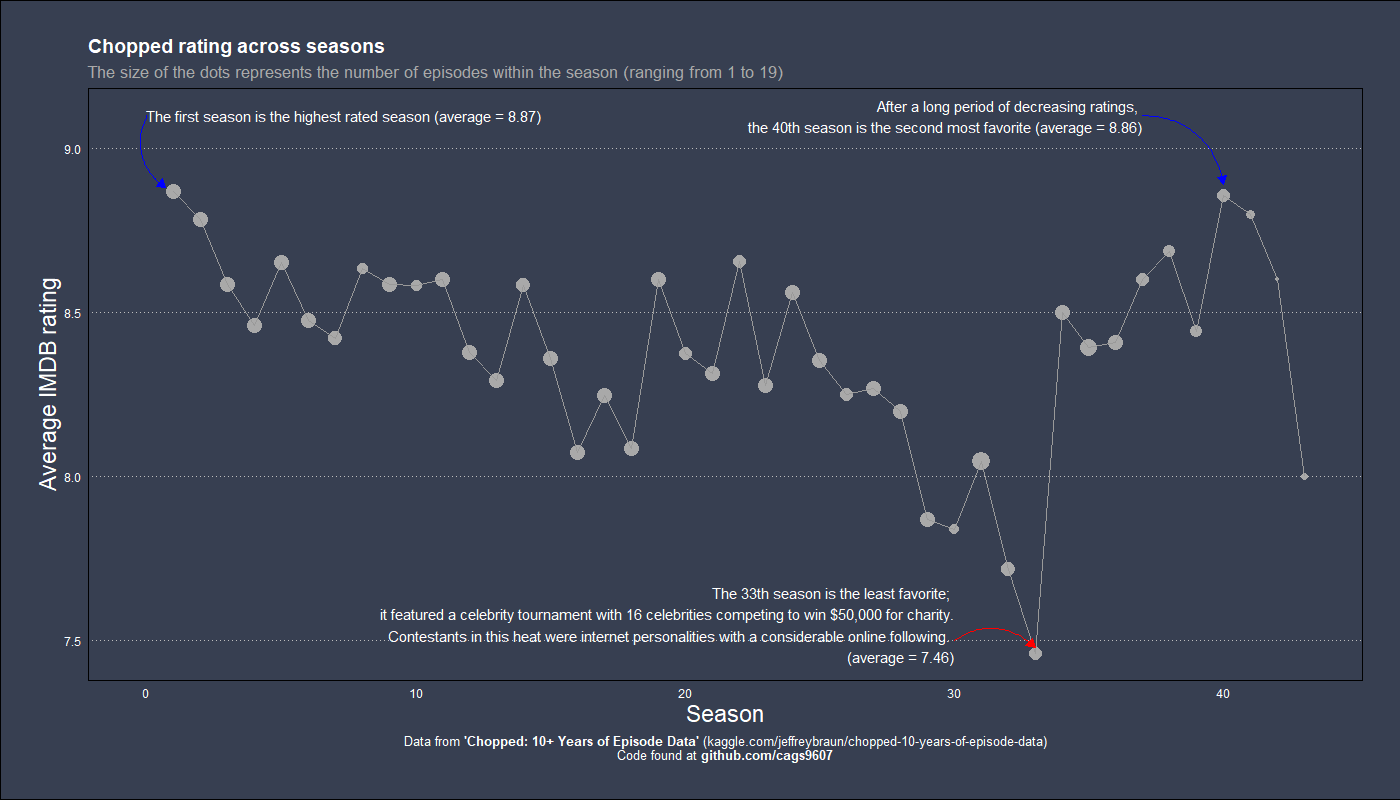 Chopped rating across seasons
The size of the dots represents the number of episodes within the season (ranging from 1 to 19)
The first season is the highest rated season (average = 8.87)
After a long period of decreasing ratings,
the 40th season is the second most favorite (average = 8.86)
Average IMDB rating
9.0
8.5
8.0
7.5
The 33th season is the least favorite;
it featured a celebrity tournament with 16 celebrities competing to win $50,000 for charity.
Contestants in this heat were internet personalities with a considerable online following.
(average = 7.46)
0 10 20 30 40
Season
Data from 'Chopped: 10+ Years of Episode Data' (kaggle.com/jeffreybraun/chopped-10-years-of-episode-data)
Code found at github.com/cags9607